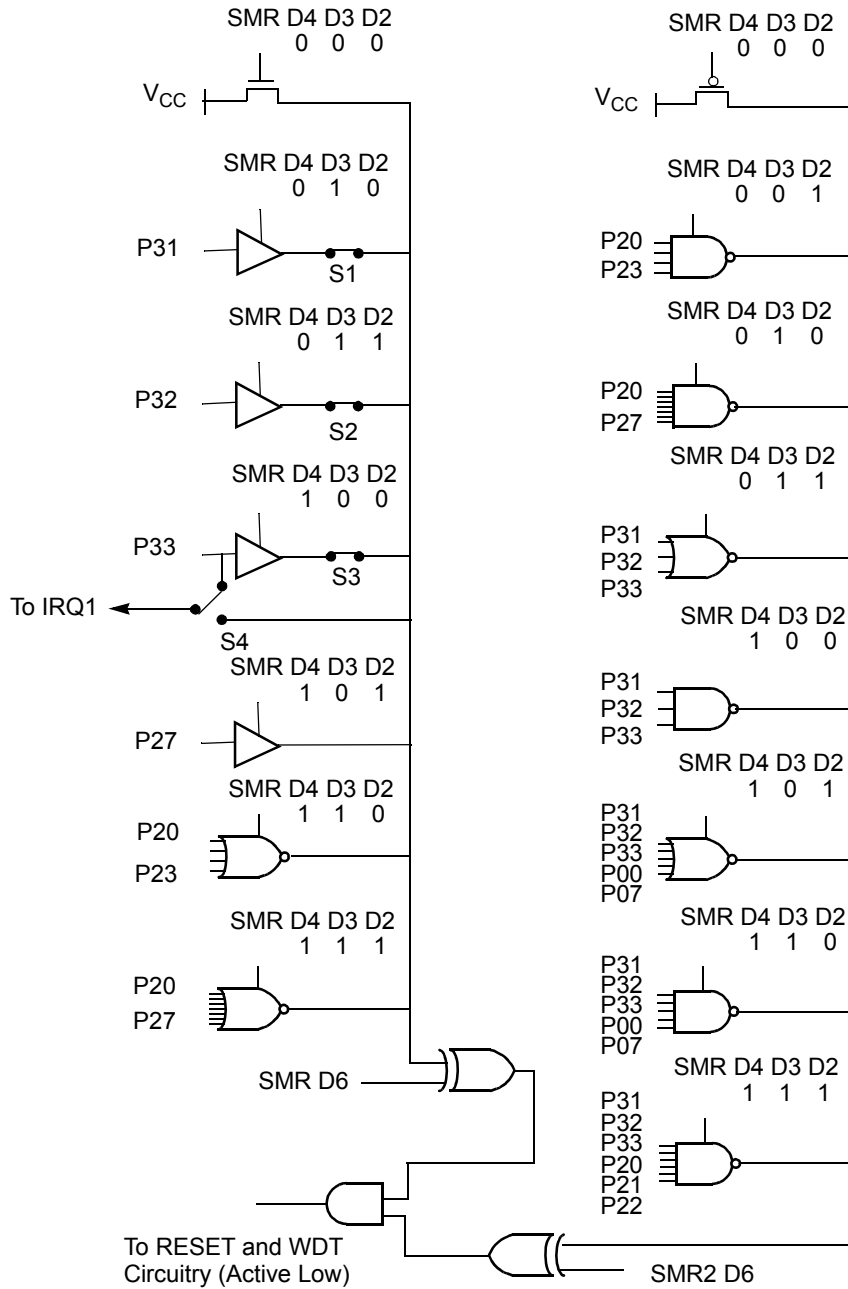 SMR D4 D3 D2
0 0 0
VCC
SMR D4 D3 D2
0 1 0
P31
S1
SMR D4 D3 D2
0 1 1
P32
S2
SMR D4 D3 D2
1 0 0
P33
S3
To IRQ1
S4
SMR D4 D3 D2
1 0 1
P27
SMR D4 D3 D2
1 1 0
P20
P23
SMR D4 D3 D2
1 1 1
P20
P27
SMR D6
To RESET and WDT
Circuitry (Active Low)
SMR D4 D3 D2
0 0 0
VCC
SMR D4 D3 D2
0 0 1
P20
P23
SMR D4 D3 D2
0 1 0
P20
P27
SMR D4 D3 D2
0 1 1
P31
P32
P33
SMR D4 D3 D2
1 0 0
P31
P32
P33
SMR D4 D3 D2
1 0 1
P31
P32
P33
P00
P07
SMR D4 D3 D2
1 1 0
P31
P32
P33
P00
P07
SMR D4 D3 D2
1 1 1
P31
P32
P33
P20
P21
P22
SMR2 D6